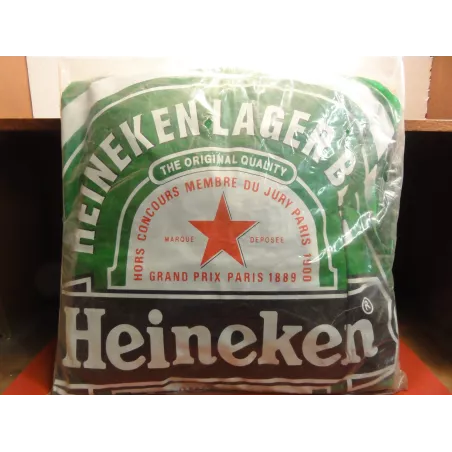 HEINEKEN LAGER B
THE ORIGINAL QUALITY
HORS CONCOURS MEMBRE DU JURY PARIS 1900
MARQUE DEPOSEE
GRAND PRIX PARIS 1889
Heineken®